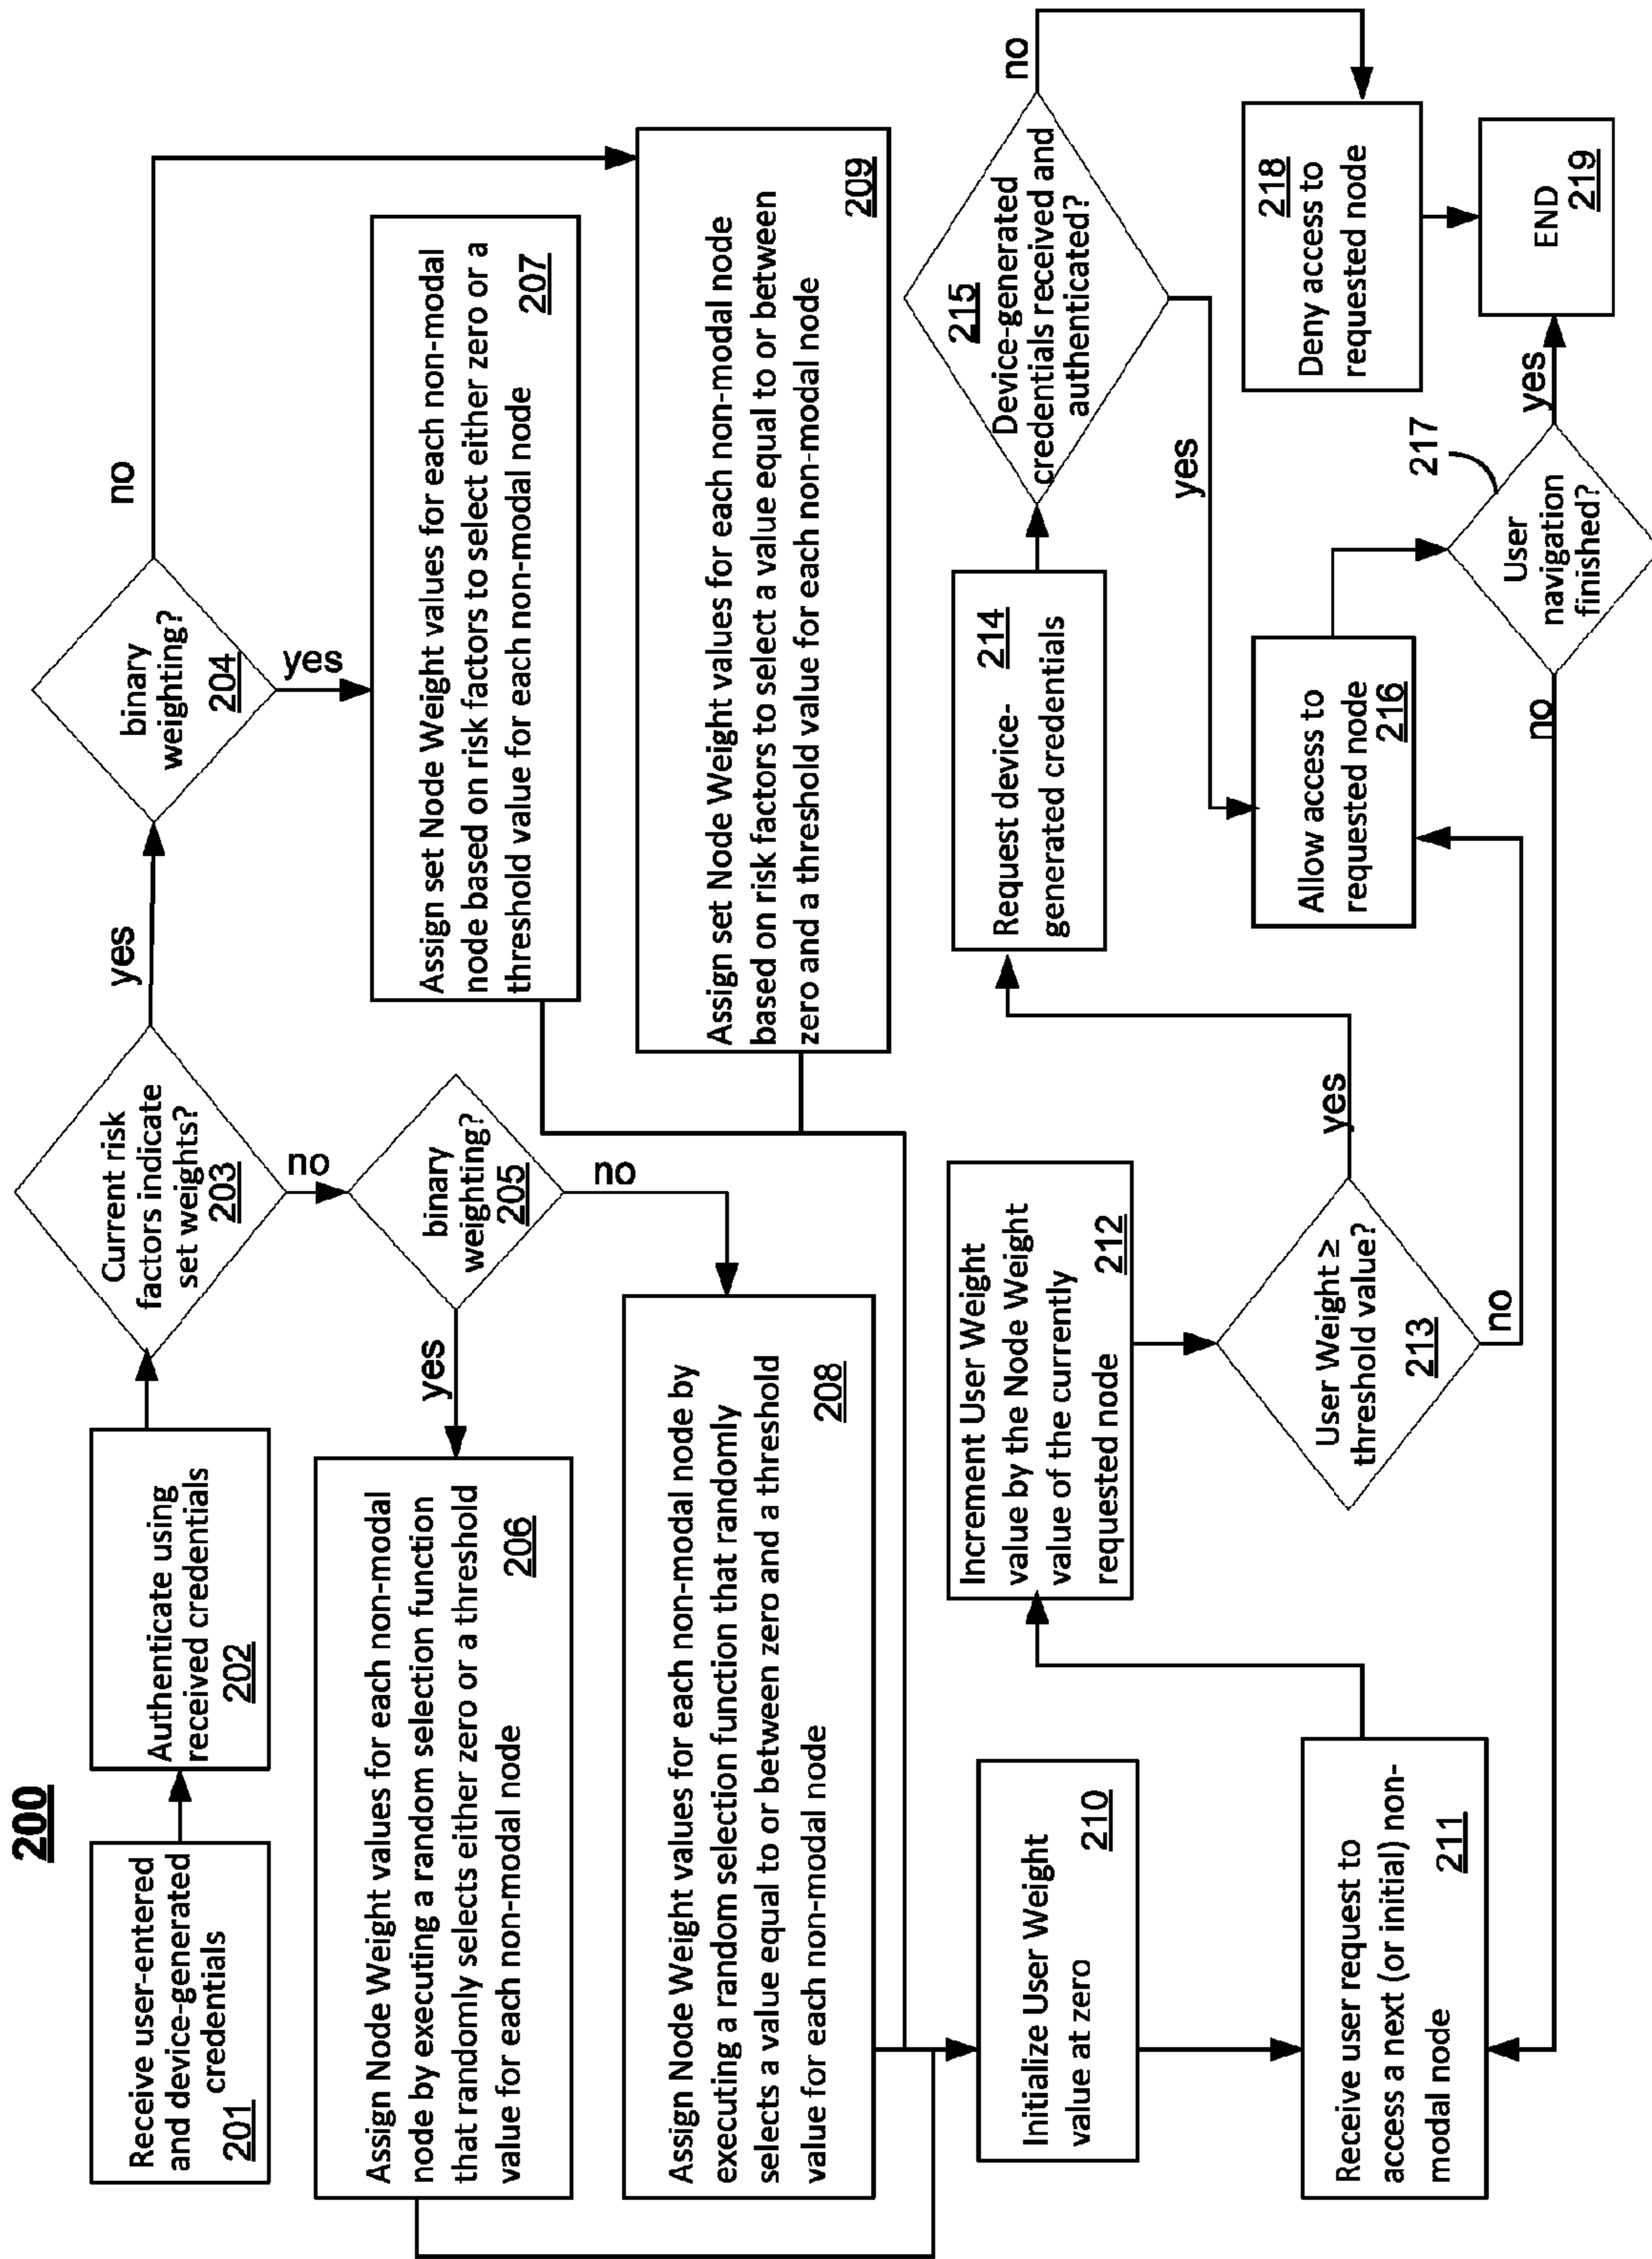 200
Receive user-entered
and device-generated
credentials
201
Authenticate using
received credentials
202
Current risk
factors indicate
set weights?
203
yes
no
binary
weighting?
204
yes
no
binary
weighting?
205
yes
no
Assign Node Weight values for each non-modal
node by executing a random selection function
that randomly selects either zero or a threshold
value for each non-modal node
206
Assign set Node Weight values for each non-modal
node based on risk factors to select either zero or a
threshold value for each non-modal node
207
Assign Node Weight values for each non-modal node by
executing a random selection function that randomly
selects a value equal to or between zero and a threshold
value for each non-modal node
208
Assign set Node Weight values for each non-modal node
based on risk factors to select a value equal to or between
zero and a threshold value for each non-modal node
209
Initialize User Weight
value at zero
210
Receive user request to
access a next (or initial) non-
modal node
211
Increment User Weight
value by the Node Weight
value of the currently
requested node
212
User Weight ≥
threshold value?
213
yes
no
Request device-
generated credentials
214
215
Device-generated
credentials received and
authenticated?
yes
no
Allow access to
requested node
216
217
User
navigation
finished?
yes
no
218
Deny access to
requested node
END
219